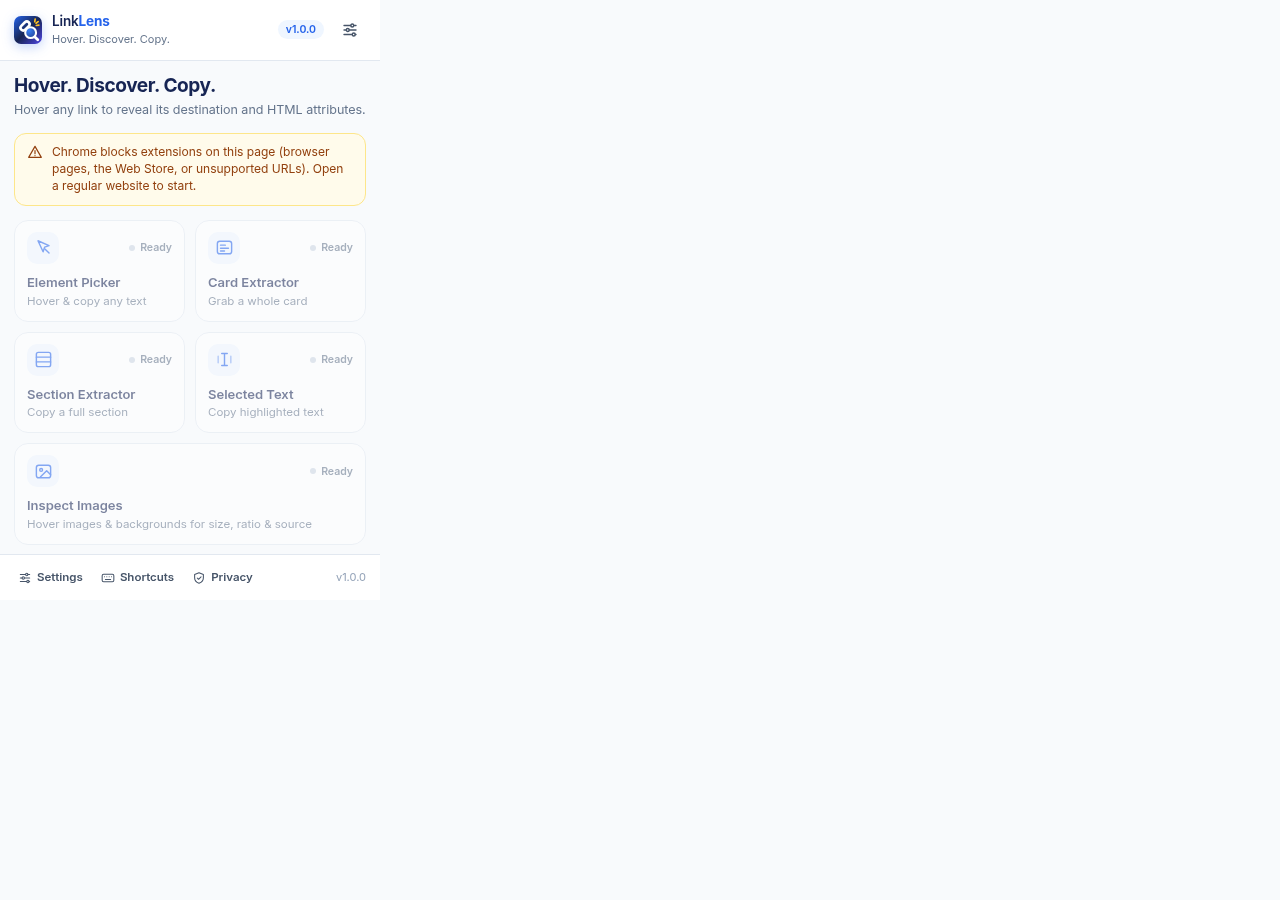 LinkLens
Hover. Discover. Copy.
v1.0.0
Hover. Discover. Copy.
Hover any link to reveal its destination and HTML attributes.
Chrome blocks extensions on this page (browser
pages, the Web Store, or unsupported URLs). Open
a regular website to start.
Ready
Element Picker
Hover & copy any text
Ready
Card Extractor
Grab a whole card
Ready
Section Extractor
Copy a full section
Ready
Selected Text
Copy highlighted text
Ready
Inspect Images
Hover images & backgrounds for size, ratio & source
Settings
Shortcuts
Privacy
v1.0.0